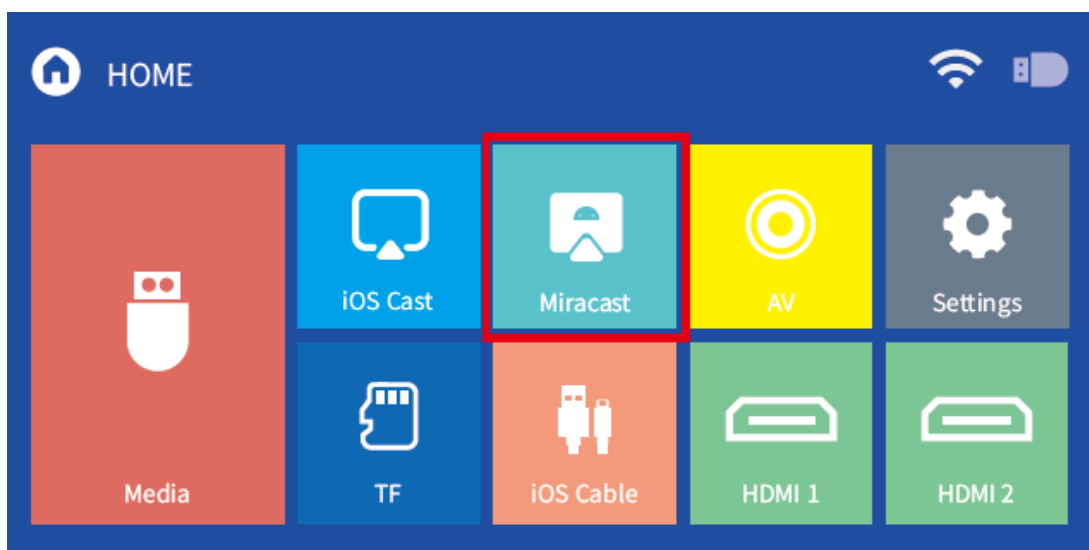 HOME
iOS Cast
Miracast
AV
Settings
Media
TF
iOS Cable
HDMI 1
HDMI 2